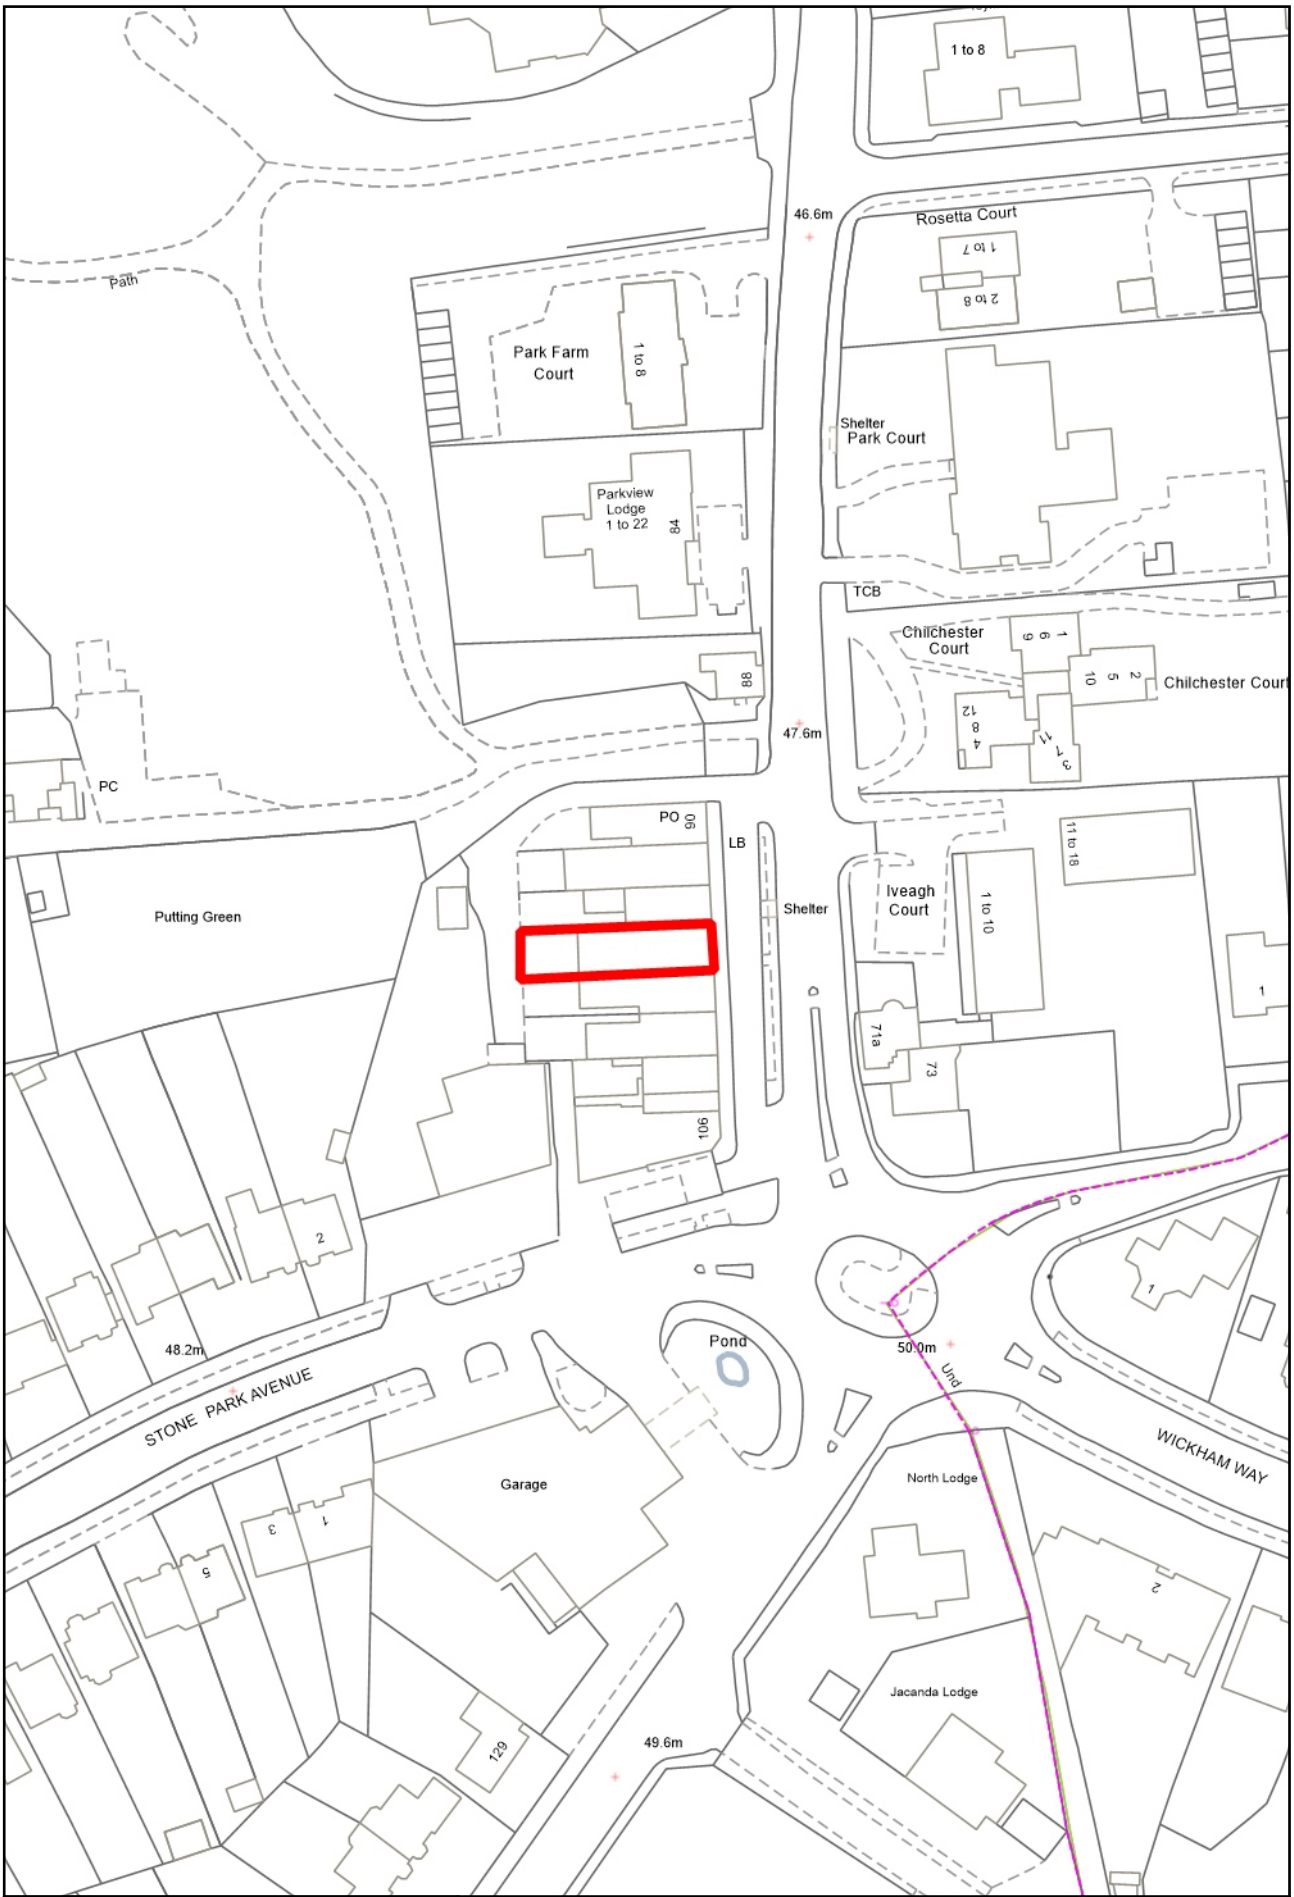 1 to 8
46.6m
Rosetta Court
1 to 7
2 to 8
Path
Park Farm
Court
1 to 8
Shelter
Park Court
Parkview
Lodge
1 to 22
84
TCB
Chilchester
Court
1
6
9
2
5
10
Chilchester Court
88
12
8
4
11
7
3
47.6m
PC
PO
90
LB
11 to 18
Iveagh
Court
1 to 10
Shelter
Putting Green
1
71a
73
106
2
1
Pond
48.2m
50.0m
Und
STONE PARK AVENUE
WICKHAM WAY
North Lodge
Garage
3
1
5
2
Jacanda Lodge
49.6m
129